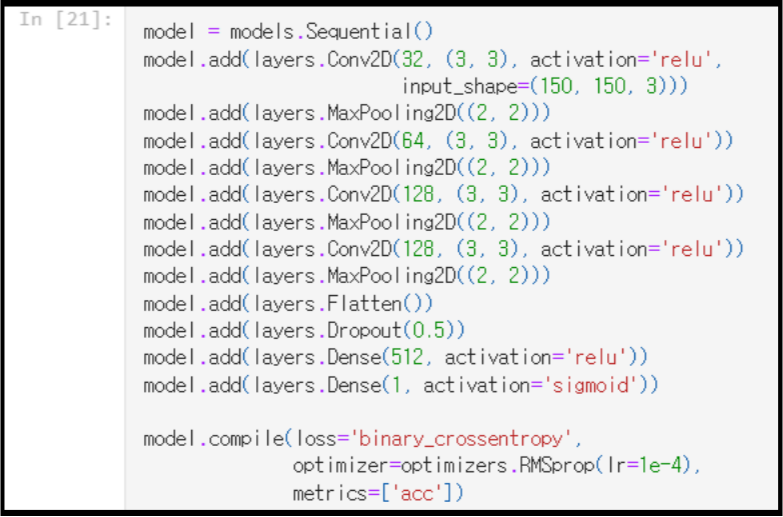 In [21]:
model = models.Sequential()
model.add(layers.Conv2D(32, (3, 3), activation='relu',
                        input_shape=(150, 150, 3)))
model.add(layers.MaxPooling2D((2, 2)))
model.add(layers.Conv2D(64, (3, 3), activation='relu'))
model.add(layers.MaxPooling2D((2, 2)))
model.add(layers.Conv2D(128, (3, 3), activation='relu'))
model.add(layers.MaxPooling2D((2, 2)))
model.add(layers.Conv2D(128, (3, 3), activation='relu'))
model.add(layers.MaxPooling2D((2, 2)))
model.add(layers.Flatten())
model.add(layers.Dropout(0.5))
model.add(layers.Dense(512, activation='relu'))
model.add(layers.Dense(1, activation='sigmoid'))
model.compile(loss='binary_crossentropy',
              optimizer=optimizers.RMSprop(lr=1e-4),
              metrics=['acc'])